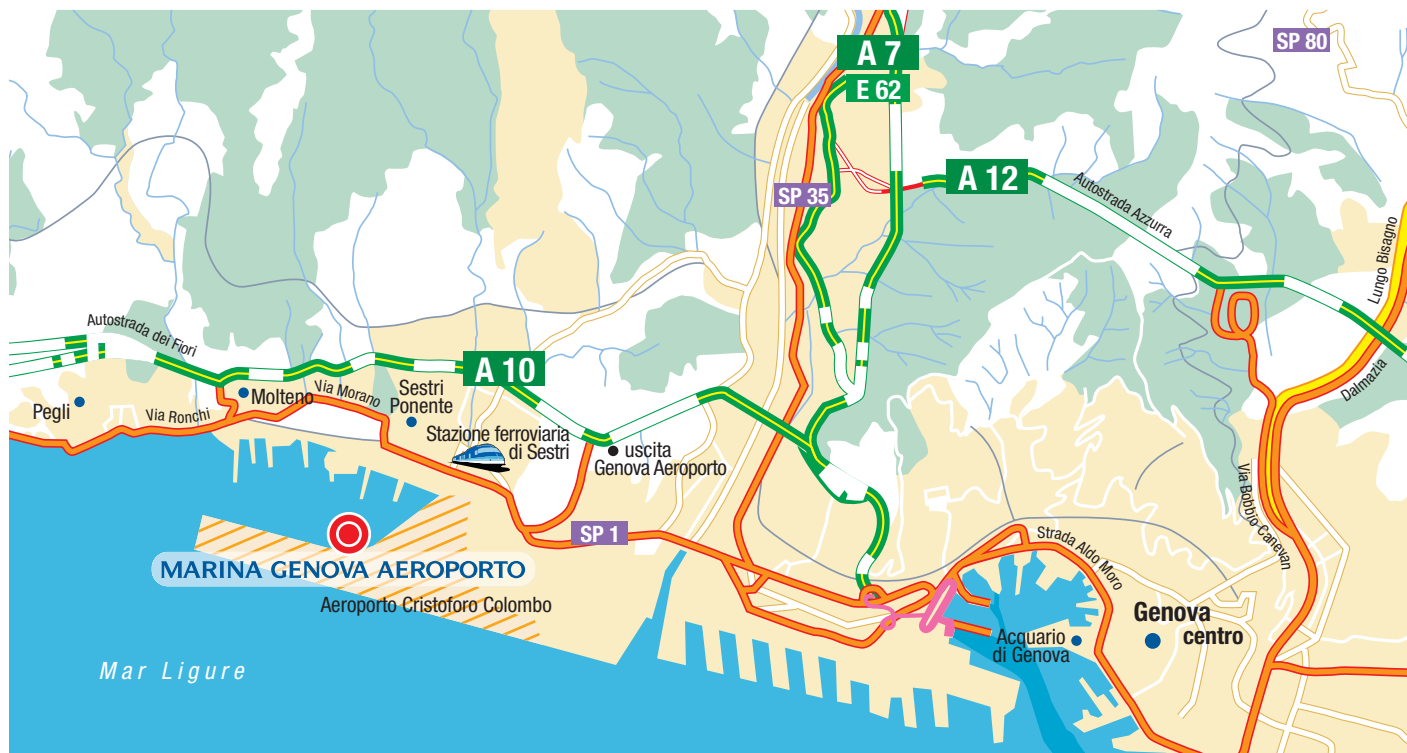 A 7
E 62
SP 80
A 12
SP 35
Autostrada Azzurra
Lungo Bisagno
Autostrada dei Fiori
A 10
Dalmazia
Pegli
Molteno
Via Morano
Via Ronchi
Sestri
Ponente
Stazione ferroviaria
di Sestri
uscita
Genova Aeroporto
Via Bobbio Canevan
SP 1
Strada Aldo Moro
MARINA GENOVA AEROPORTO
Aeroporto Cristoforo Colombo
Genova
centro
Acquario
di Genova
Mar Ligure